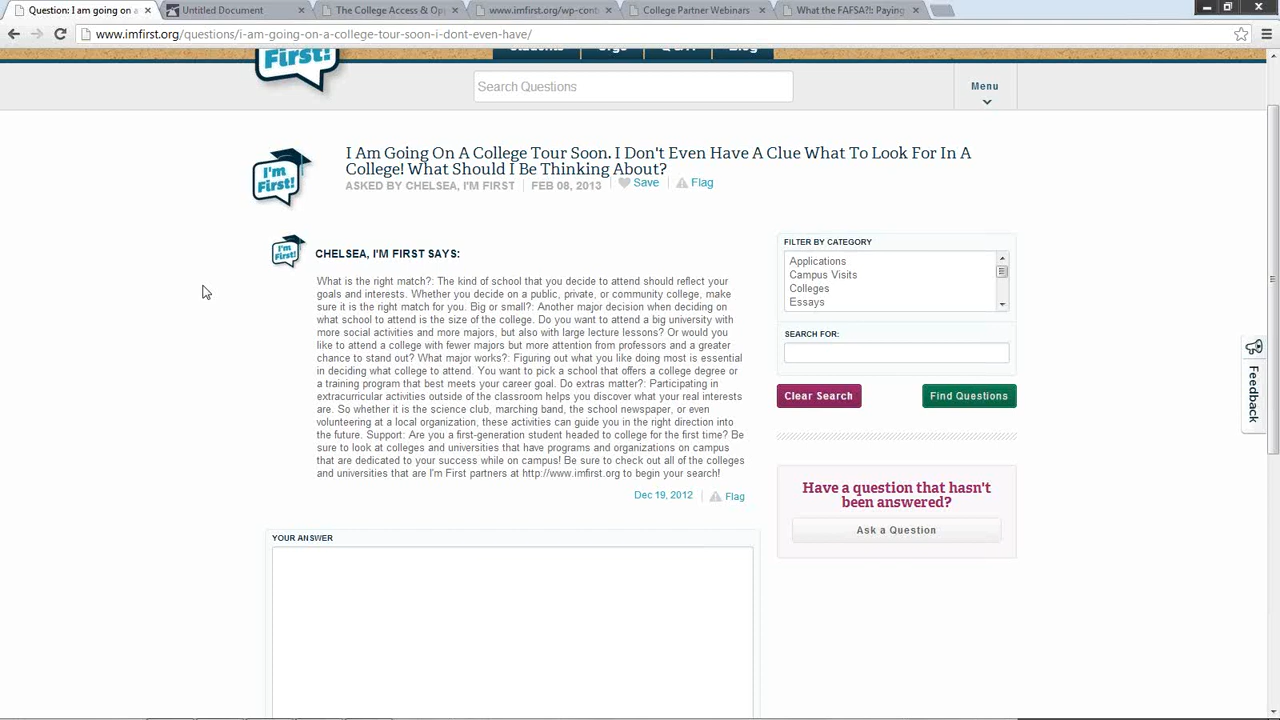 Question: I am going on a
Untitled Document
The College Access & Op
www.imfirst.org/wp-cont
College Partner Webinars
What the FAFSA?!: Paying
www.imfirst.org/questions/i-am-going-on-a-college-tour-soon-i-dont-even-have/
First!
Students
Orgs
Q&A
Blog
Search Questions
Menu
I'm First!
I Am Going On A College Tour Soon. I Don't Even Have A Clue What To Look For In A
College! What Should I Be Thinking About?
ASKED BY CHELSEA, I'M FIRST | FEB 08, 2013 | Save | Flag
I'm First!
CHELSEA, I'M FIRST SAYS:
What is the right match?: The kind of school that you decide to attend should reflect your
goals and interests. Whether you decide on a public, private, or community college, make
sure it is the right match for you. Big or small?: Another major decision when deciding on
what school to attend is the size of the college. Do you want to attend a big university with
more social activities and more majors, but also with large lecture lessons? Or would you
like to attend a college with fewer majors but more attention from professors and a greater
chance to stand out? What major works?: Figuring out what you like doing most is essential
in deciding what college to attend. You want to pick a school that offers a college degree or
a training program that best meets your career goal. Do extras matter?: Participating in
extracurricular activities outside of the classroom helps you discover what your real interests
are. So whether it is the science club, marching band, the school newspaper, or even
volunteering at a local organization, these activities can guide you in the right direction into
the future. Support: Are you a first-generation student headed to college for the first time? Be
sure to look at colleges and universities that have programs and organizations on campus
that are dedicated to your success while on campus! Be sure to check out all of the colleges
and universities that are I'm First partners at http://www.imfirst.org to begin your search!
Dec 19, 2012 | Flag
YOUR ANSWER
FILTER BY CATEGORY
Applications
Campus Visits
Colleges
Essays
SEARCH FOR:
Clear Search
Find Questions
Have a question that hasn't
been answered?
Ask a Question
Feedback